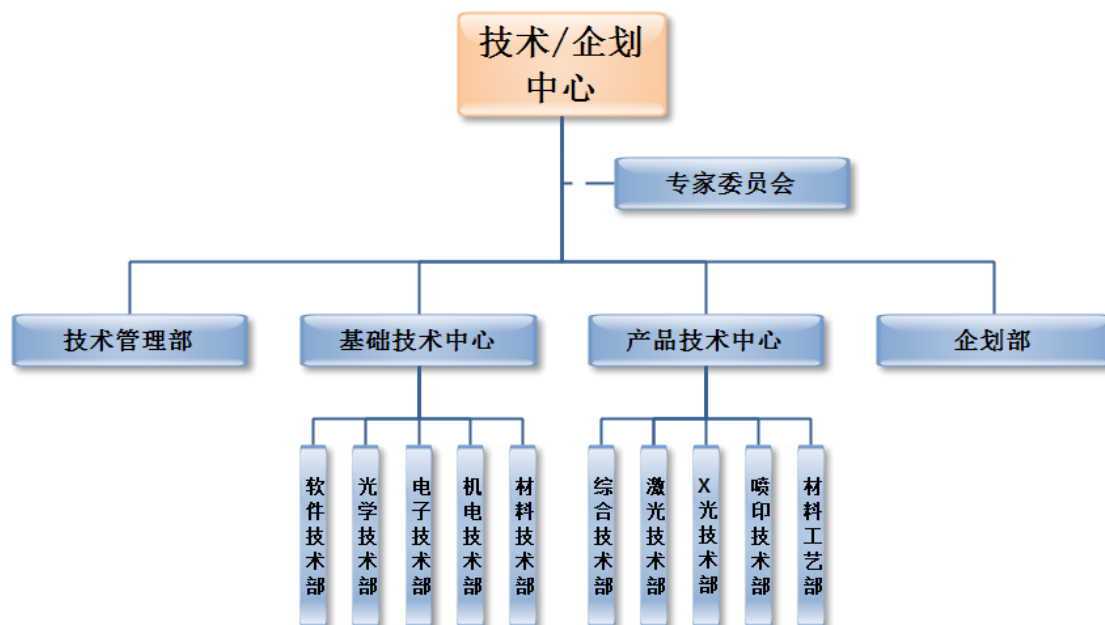 技术/企划
中心
专家委员会
技术管理部
基础技术中心
产品技术中心
企划部
软件技术部
光学技术部
电子技术部
机电技术部
材料技术部
综合技术部
激光技术部
X光技术部
喷印技术部
材料工艺部